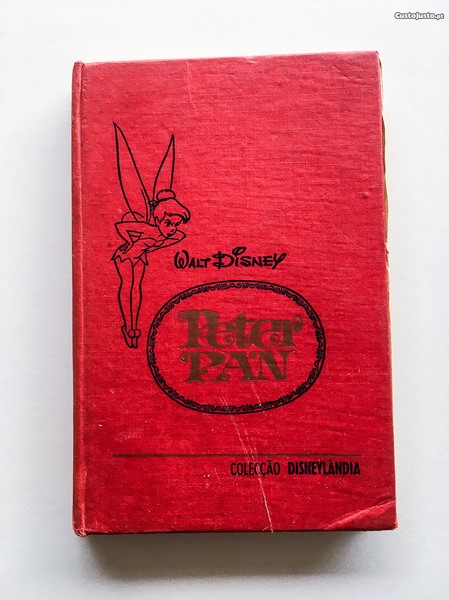 CustoJusto.pt
WALT DISNEY
Peter
PAN
COLECÇÃO DISNEYLÂNDIA